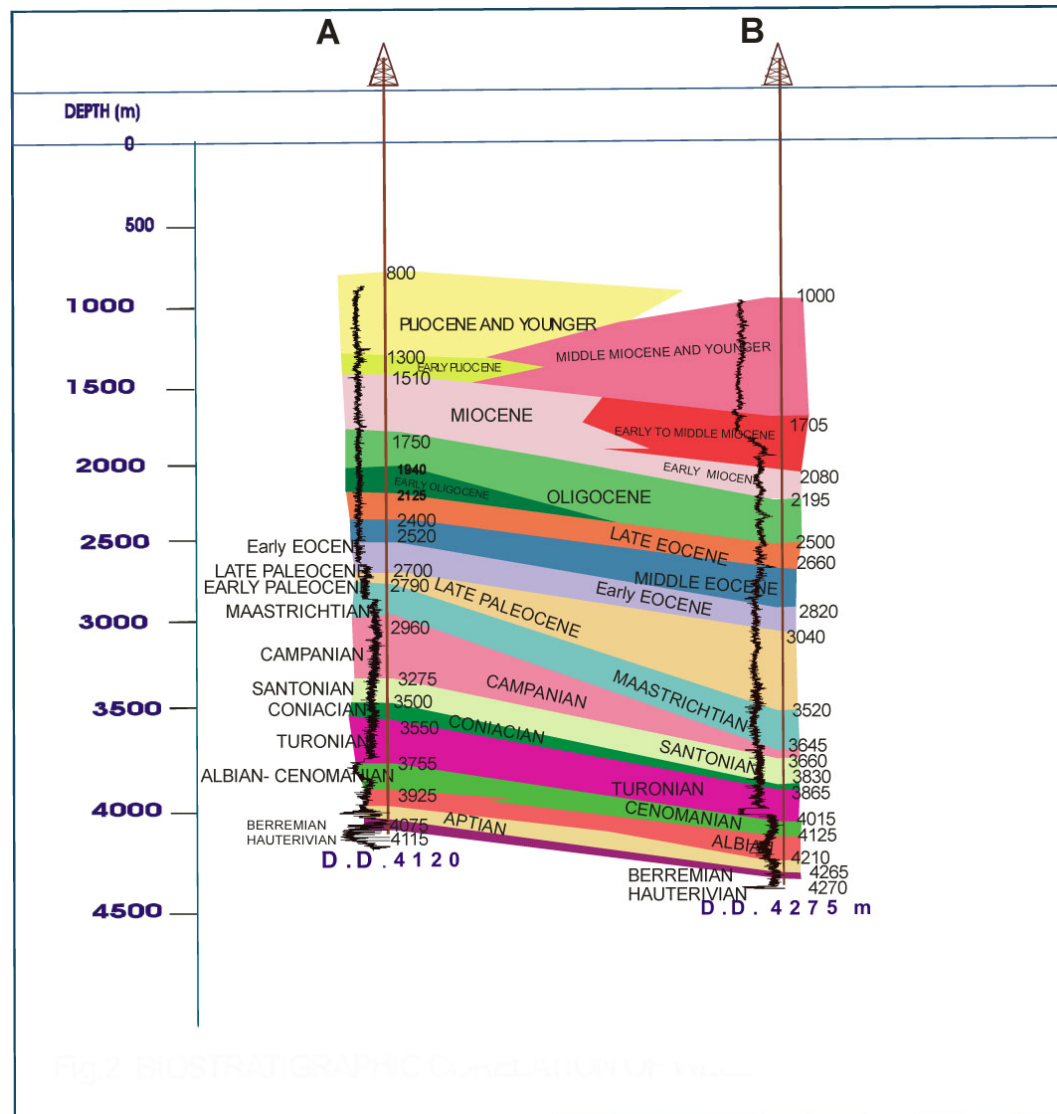 A
B
DEPTH (m)
0
500
1000
1500
2000
2500
3000
3500
4000
4500
800
1300
1510
1750
1940
2125
2400
2520
2700
2790
2960
3275
3500
3550
3755
3925
4075
4115
D.D.4120
Early EOCENE
LATE PALEOCENE
EARLY PALEOCENE
MAASTRICHTIAN
CAMPANIAN
SANTONIAN
CONIACIAN
TURONIAN
ALBIAN- CENOMANIAN
BERREMIAN
HAUTERIVIAN
PLIOCENE AND YOUNGER
EARLY PLIOCENE
MIOCENE
MIDDLE MIOCENE AND YOUNGER
EARLY TO MIDDLE MIOCENE
EARLY MIOCENE
EARLY OLIGOCENE
OLIGOCENE
LATE EOCENE
MIDDLE EOCENE
Early EOCENE
LATE PALEOCENE
MAASTRICHTIAN
CAMPANIAN
SANTONIAN
CONIACIAN
TURONIAN
CENOMANIAN
ALBIAN
APTIAN
BERREMIAN
HAUTERIVIAN
1000
1705
2080
2195
2500
2660
2820
3040
3520
3645
3660
3830
3865
4015
4125
4210
4265
4270
D.D. 4275 m
Fig.2 BIOSTRATIGRAPHIC CORELATION OF